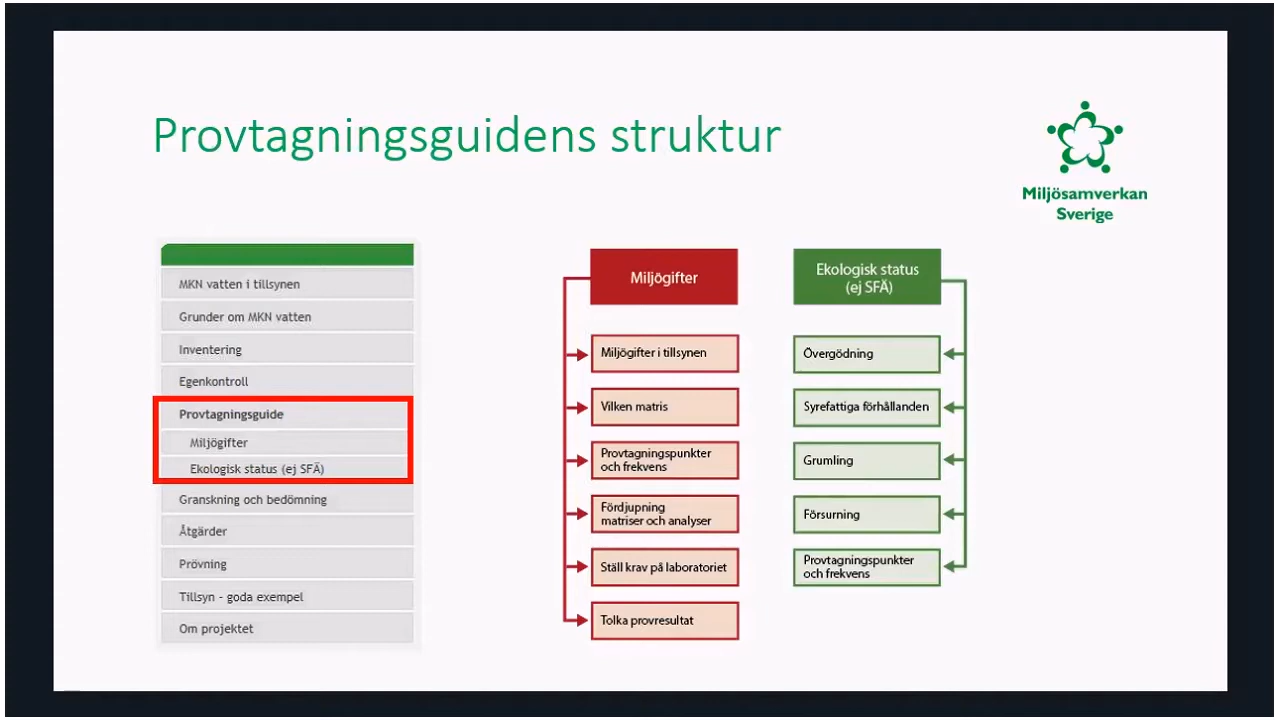 Provtagningsguidens struktur
Miljösamverkan
Sverige
MKN vatten i tillsynen
Grunder om MKN vatten
Inventering
Egenkontroll
Provtagningsguide
Miljögifter
Ekologisk status (ej SFÄ)
Granskning och bedömning
Åtgärder
Prövning
Tillsyn - goda exempel
Om projektet
Miljögifter
Miljögifter i tillsynen
Vilken matris
Provtagningspunkter
och frekvens
Fördjupning
matriser och analyser
Ställ krav på laboratoriet
Tolka provresultat
Ekologisk status
(ej SFÄ)
Övergödning
Syrefattiga förhållanden
Grumling
Försurning
Provtagningspunkter
och frekvens